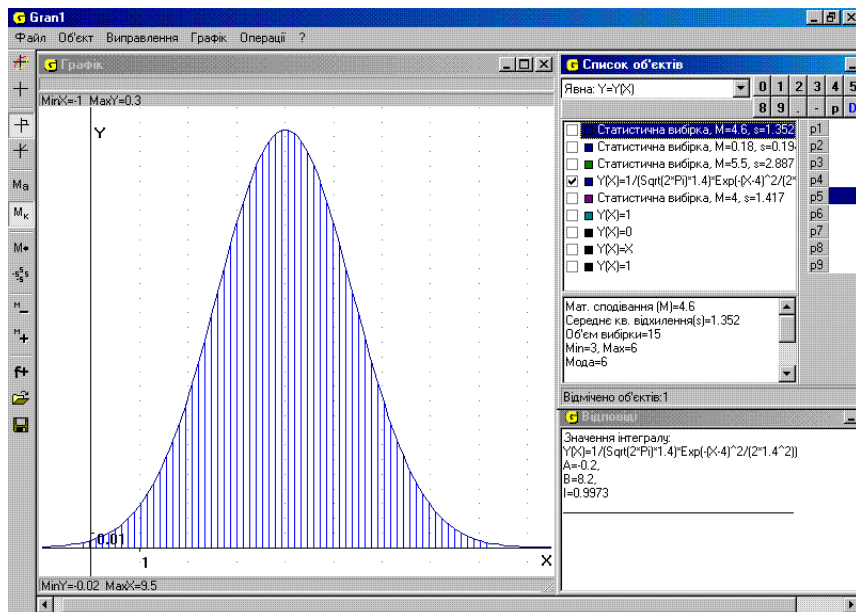 Gran1
Файл Об'єкт Виправлення Графік Операції ?
Графік
MinX=-1 MaxY=0.3
Y
0.01
1
X
MinY=-0.02 MaxX=9.5
Ma
Mк
M*
M
M
f+
Список об'єктів
Явна: Y=Y(X)
0 1 2 3 4 5
8 9 . - p D
Статистична вибірка, M=4.6, s=1.352
Статистична вибірка, M=0.18, s=0.194
Статистична вибірка, M=5.5, s=2.887
Y(X)=1/(Sqrt(2*Pi)*1.4)*Exp(-(X-4)^2/(2*
Статистична вибірка, M=4, s=1.417
Y(X)=1
Y(X)=0
Y(X)=X
Y(X)=1
p1
p2
p3
p4
p5
p6
p7
p8
p9
Мат. сподівання (M)=4.6
Середнє кв. відхилення(s)=1.352
Об'єм вибірки=15
Min=3, Max=6
Мода=6
Відмічено об'єктів:1
Відповіді
Значення інтегралу:
Y(X)=1/(Sqrt(2*Pi)*1.4)*Exp(-(X-4)^2/(2*1.4^2))
A=-0.2,
B=8.2,
I=0.9973